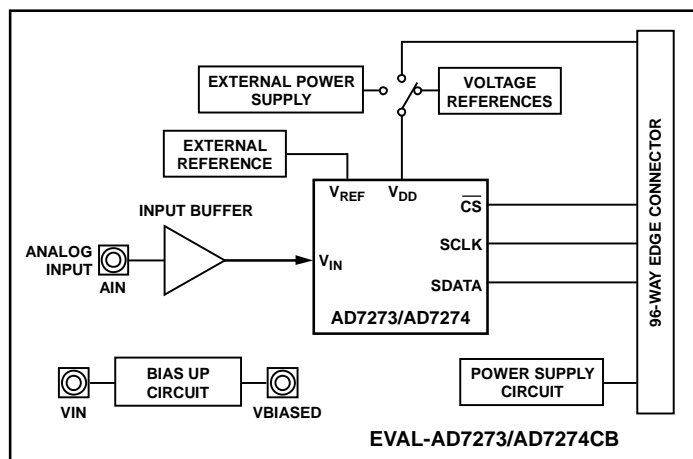 EXTERNAL POWER
SUPPLY
VOLTAGE
REFERENCES
EXTERNAL
REFERENCE
VREF
VDD
CS
INPUT BUFFER
ANALOG
INPUT
AIN
VIN
SCLK
SDATA
AD7273/AD7274
96-WAY EDGE CONNECTOR
BIAS UP
CIRCUIT
VIN
VBIASED
POWER SUPPLY
CIRCUIT
EVAL-AD7273/AD7274CB